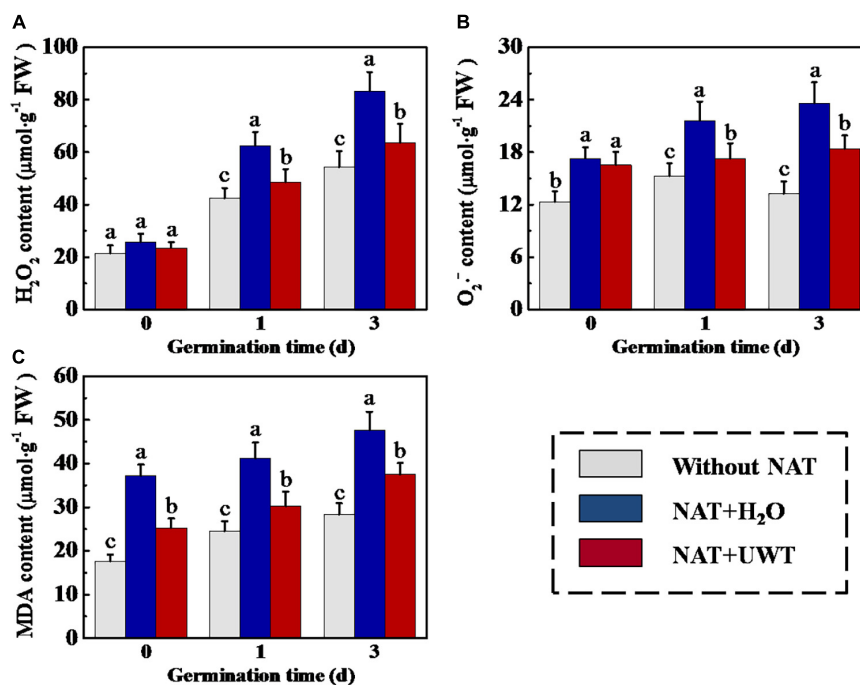 A
H₂O₂ content (μmol·g⁻¹ FW)
100
80
60
40
20
0
a a a
c a b
c a b
0 1 3
Germination time (d)
B
O₂·⁻ content (μmol·g⁻¹ FW)
30
24
18
12
6
0
b a a
c a b
c a b
0 1 3
Germination time (d)
C
MDA content (μmol·g⁻¹ FW)
60
50
40
30
20
10
0
c a b
c a b
c a b
0 1 3
Germination time (d)
Without NAT
NAT+H₂O
NAT+UWT